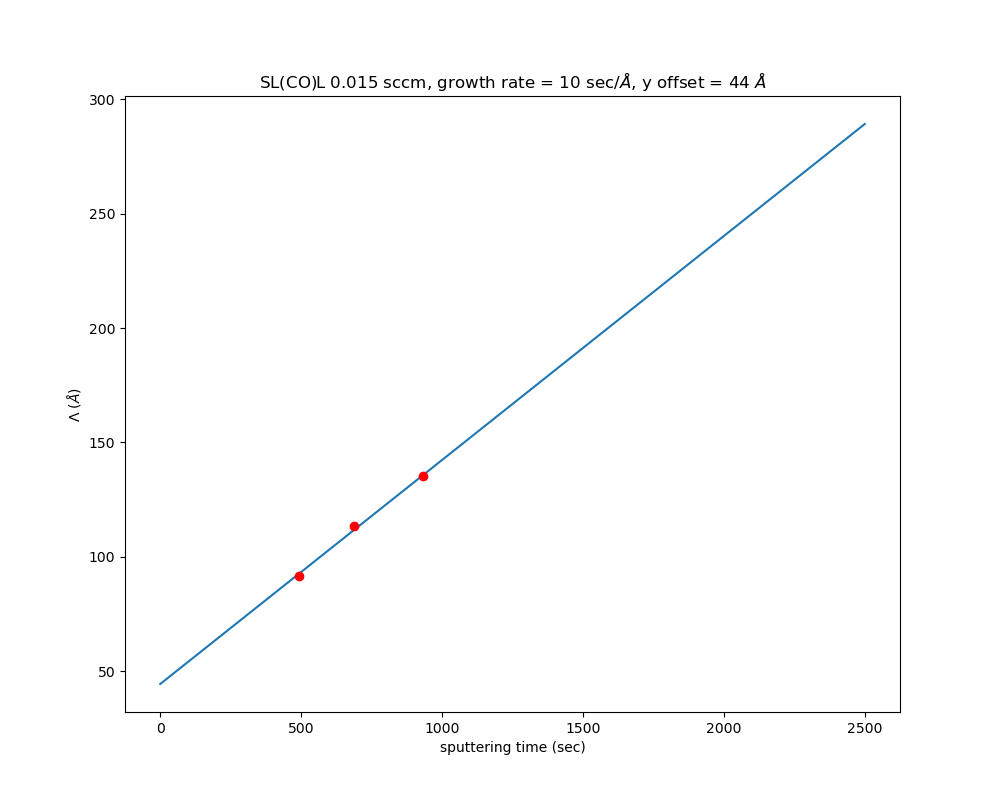 SL(CO)L 0.015 sccm, growth rate = 10 sec/Å, y offset = 44 Å
300
250
200
150
100
50
Λ (Å)
0 500 1000 1500 2000 2500
sputtering time (sec)